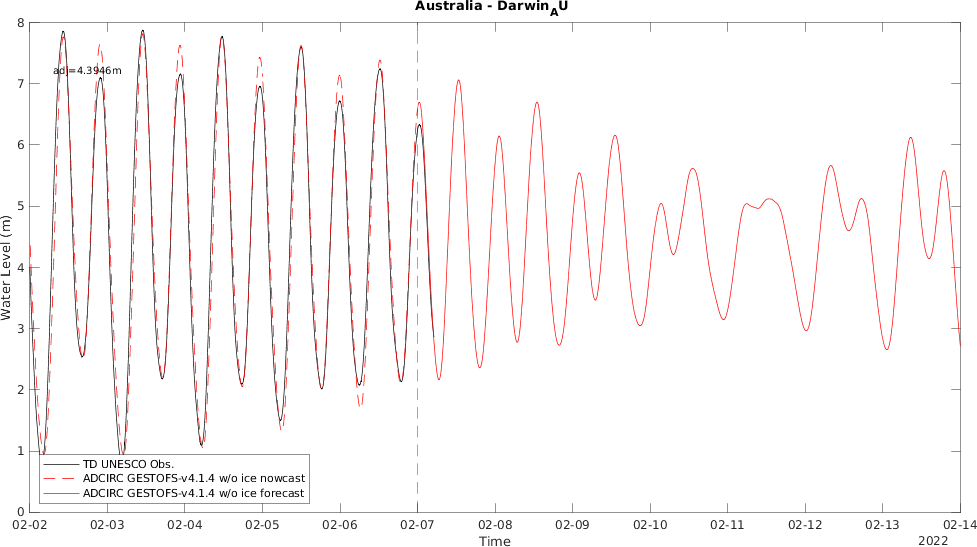 Australia - Darwin_AU
8
7
6
5
4
3
2
1
0
Water Level (m)
adj=4.3946m
TD UNESCO Obs.
ADCIRC GESTOFS-v4.1.4 w/o ice nowcast
ADCIRC GESTOFS-v4.1.4 w/o ice forecast
02-02 02-03 02-04 02-05 02-06 02-07 02-08 02-09 02-10 02-11 02-12 02-13 02-14
Time
2022